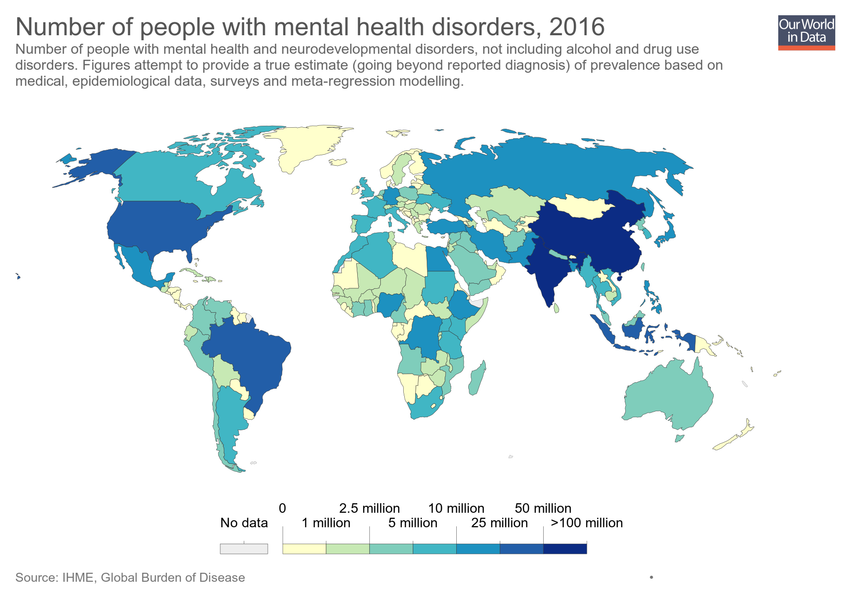 Number of people with mental health disorders, 2016
Our World
in Data
Number of people with mental health and neurodevelopmental disorders, not including alcohol and drug use
disorders. Figures attempt to provide a true estimate (going beyond reported diagnosis) of prevalence based on
medical, epidemiological data, surveys and meta-regression modelling.
0 2.5 million 10 million 50 million
No data 1 million 5 million 25 million >100 million
Source: IHME, Global Burden of Disease